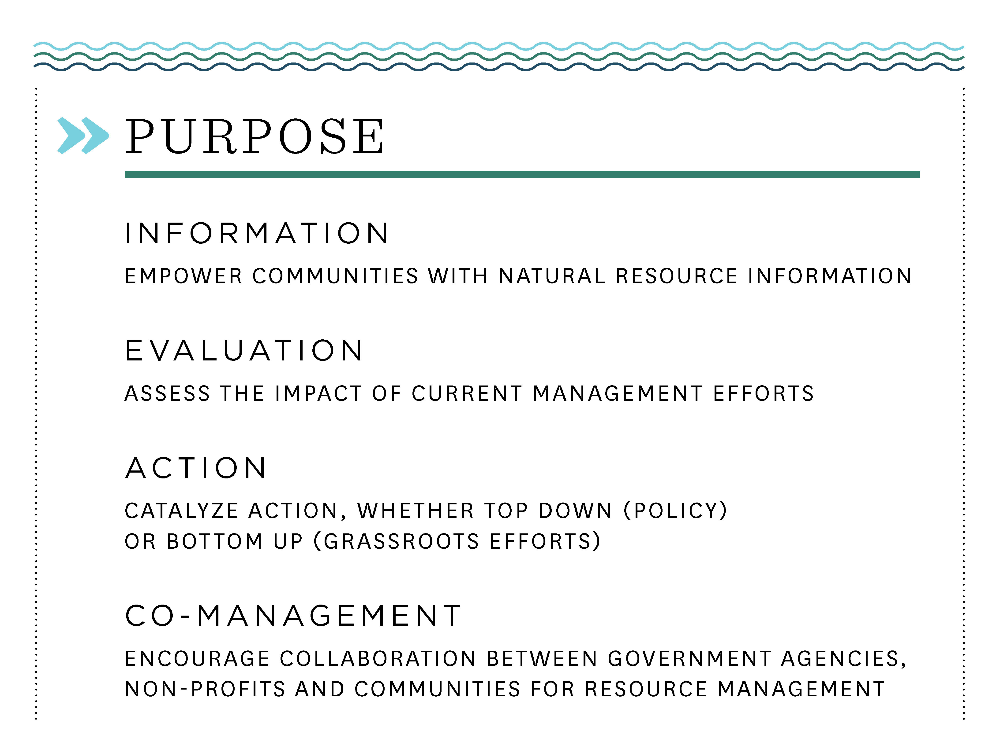 PURPOSE
INFORMATION
EMPOWER COMMUNITIES WITH NATURAL RESOURCE INFORMATION
EVALUATION
ASSESS THE IMPACT OF CURRENT MANAGEMENT EFFORTS
ACTION
CATALYZE ACTION, WHETHER TOP DOWN (POLICY)
OR BOTTOM UP (GRASSROOTS EFFORTS)
CO-MANAGEMENT
ENCOURAGE COLLABORATION BETWEEN GOVERNMENT AGENCIES,
NON-PROFITS AND COMMUNITIES FOR RESOURCE MANAGEMENT